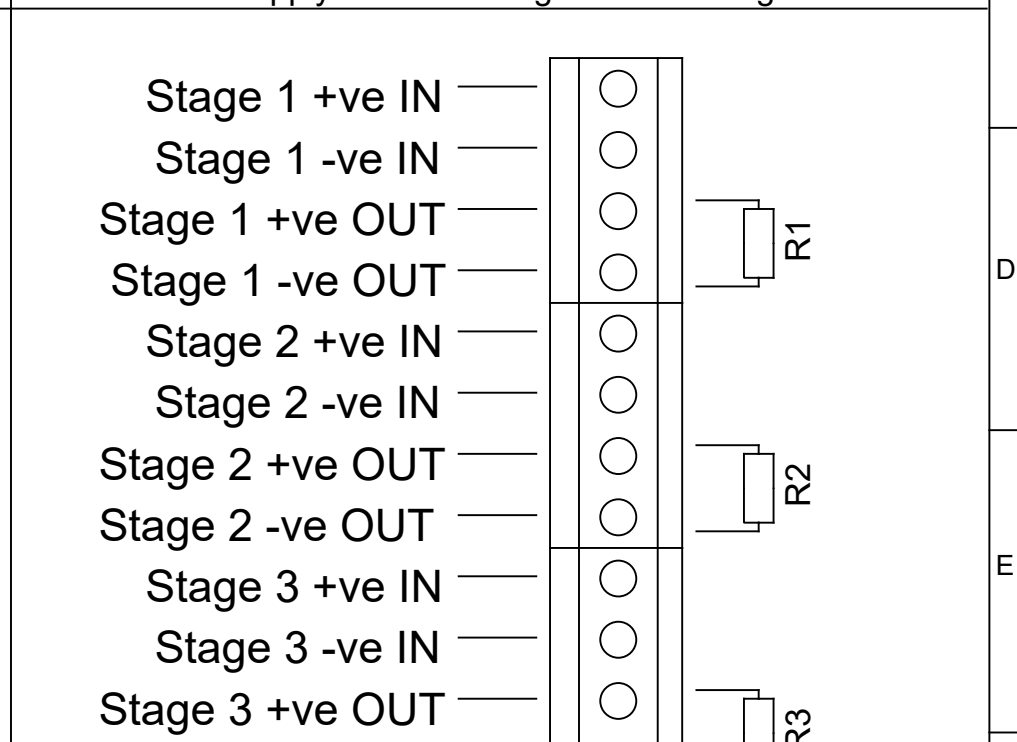 Stage 1 +ve IN
Stage 1 -ve IN
Stage 1 +ve OUT
R1
Stage 1 -ve OUT
D
Stage 2 +ve IN
Stage 2 -ve IN
Stage 2 +ve OUT
R2
Stage 2 -ve OUT
E
Stage 3 +ve IN
Stage 3 -ve IN
Stage 3 +ve OUT
R3